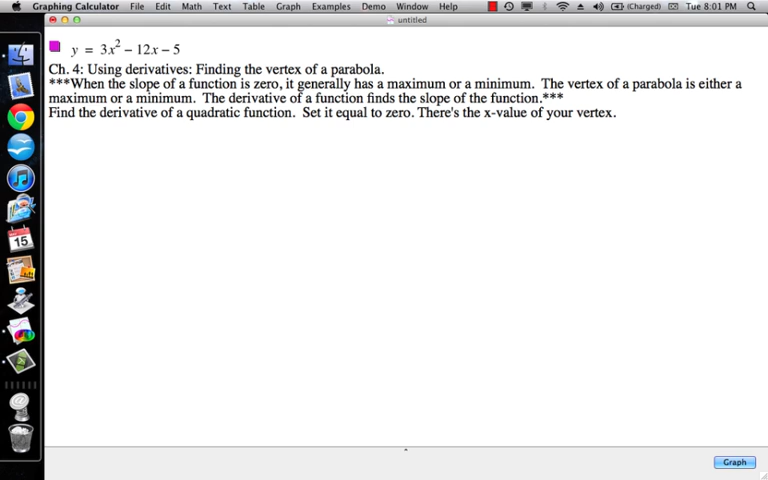 Graphing Calculator File Edit Math Text Table Graph Examples Demo Window Help (Charged) Tue 8:01 PM
untitled
y = 3x² − 12x − 5
Ch. 4: Using derivatives: Finding the vertex of a parabola.
***When the slope of a function is zero, it generally has a maximum or a minimum. The vertex of a parabola is either a
maximum or a minimum. The derivative of a function finds the slope of the function.***
Find the derivative of a quadratic function. Set it equal to zero. There's the x-value of your vertex.
15
Graph